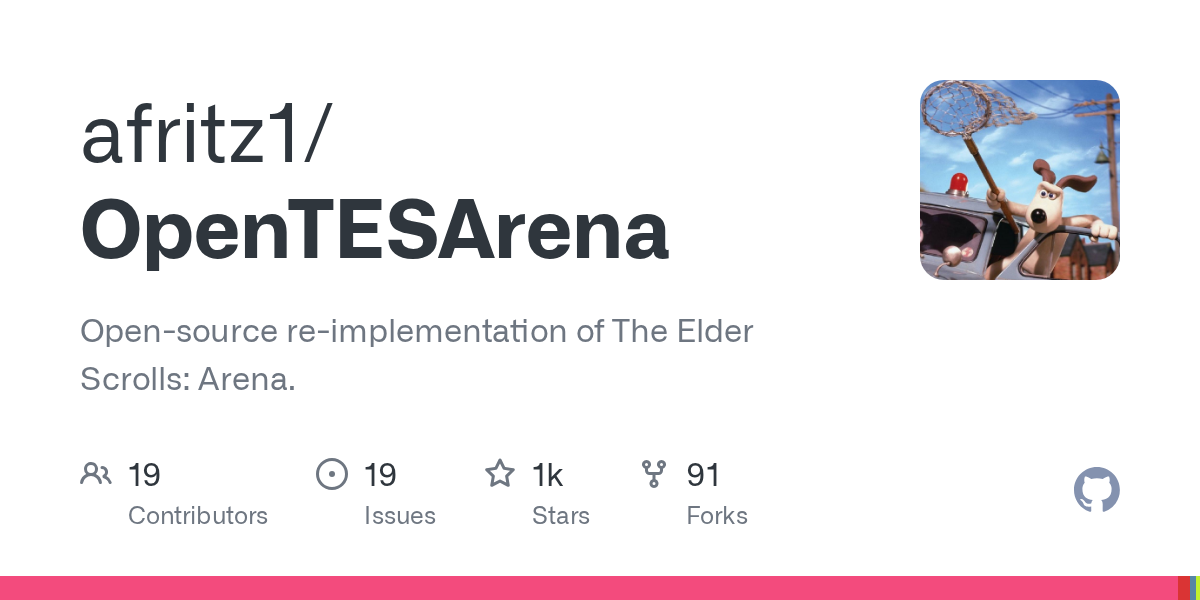 afritz1/
OpenTESArena
Open-source re-implementation of The Elder
Scrolls: Arena.
19
Contributors
19
Issues
1k
Stars
91
Forks